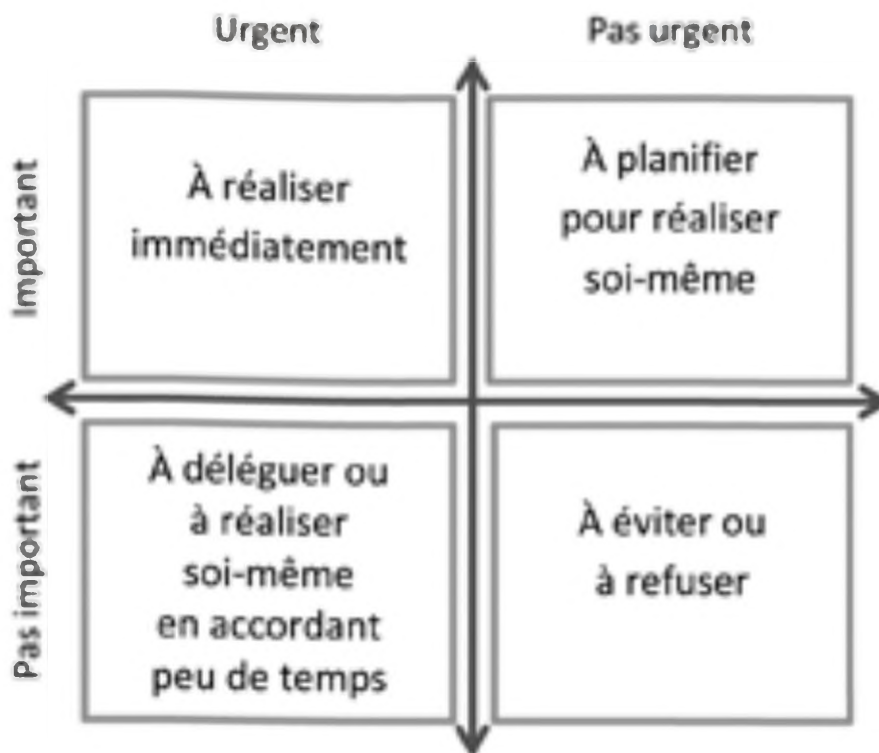 Urgent
Pas urgent
Important
À réaliser
immédiatement
À planifier
pour réaliser
soi-même
Pas important
À déléguer ou
à réaliser
soi-même
en accordant
peu de temps
À éviter ou
à refuser